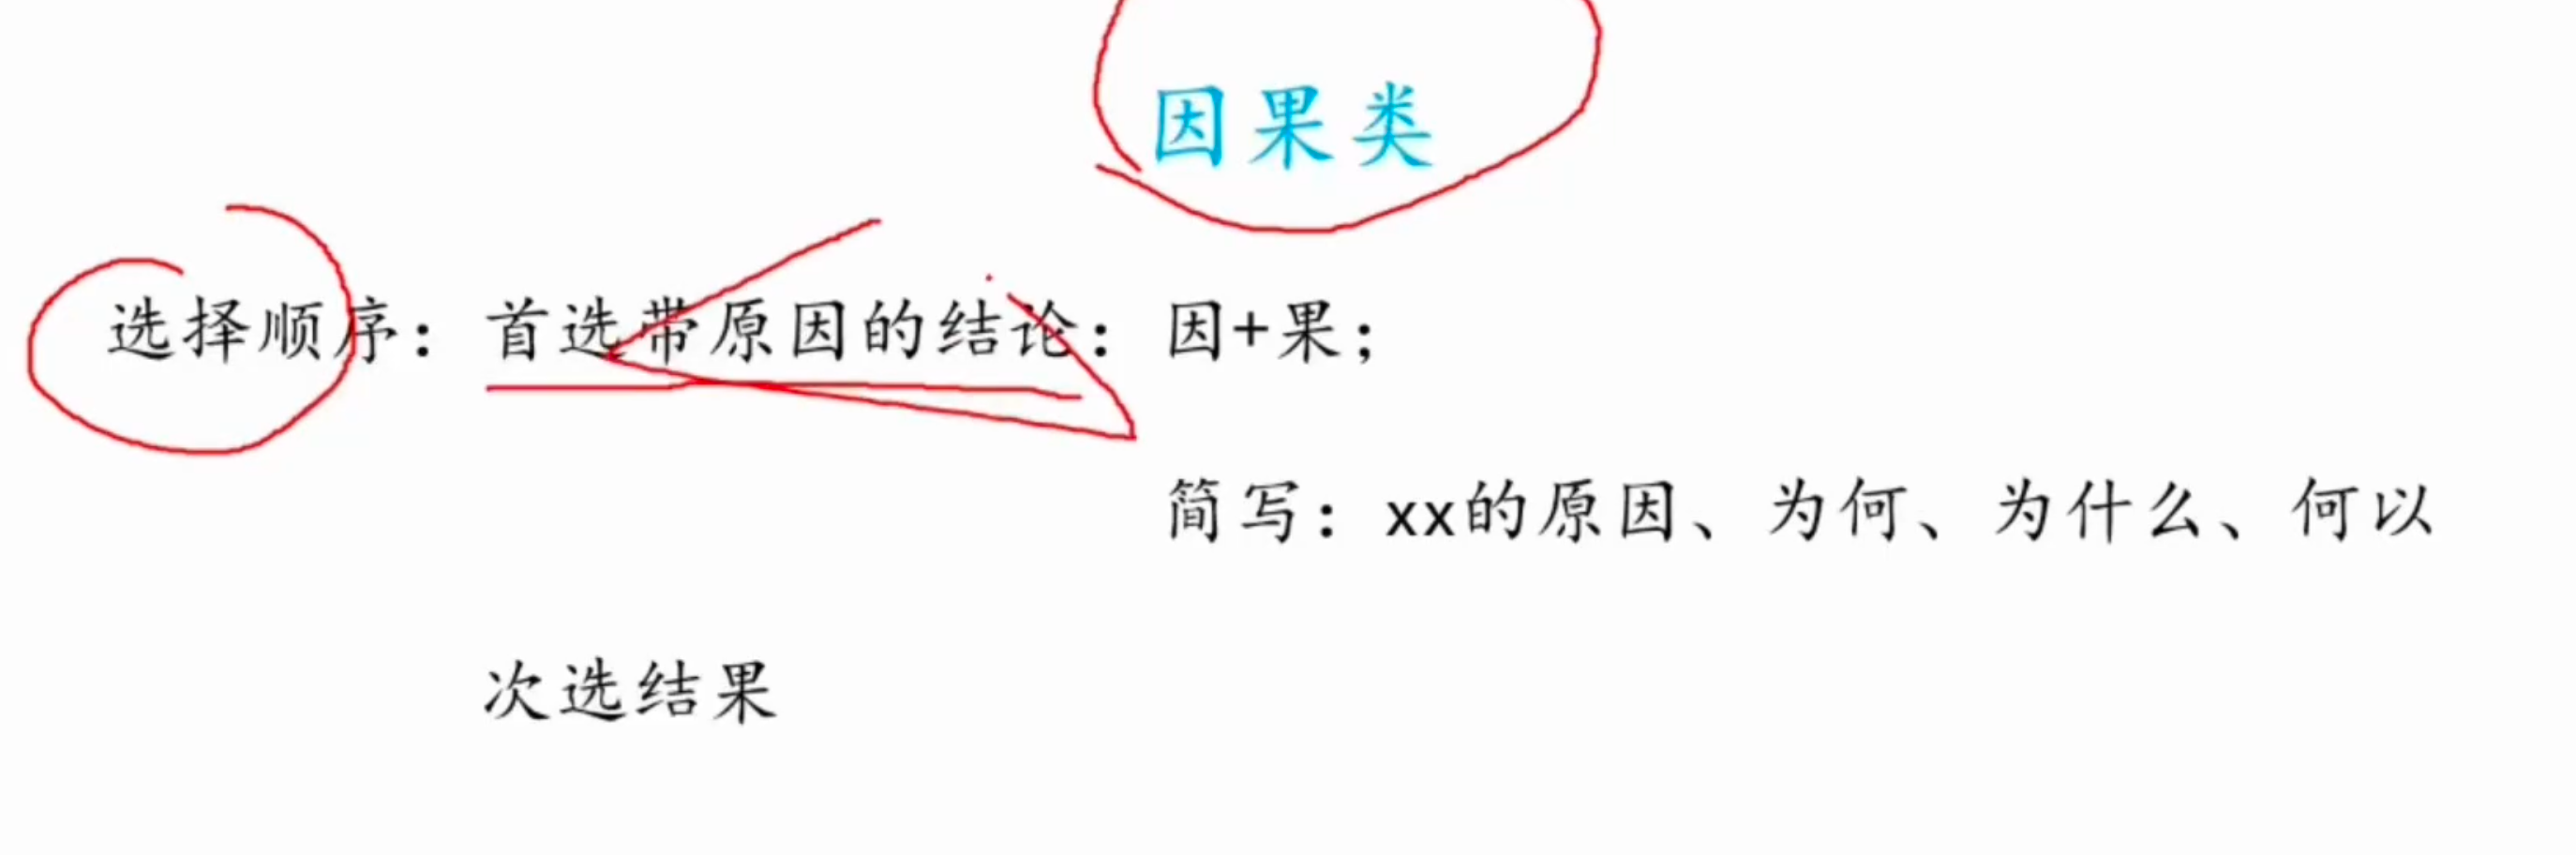 因果类
选择顺序：首选带原因的结论：因+果；
简写：xx的原因、为何、为什么、何以
次选结果